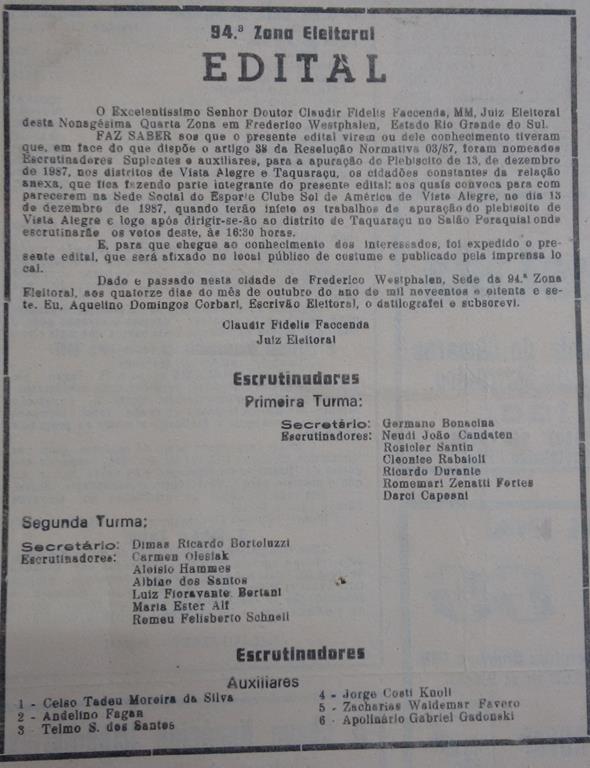 94.ª Zona Eleitoral
EDITAL
O Excelentíssimo Senhor Doutor Claudir Fidelis Faccenda, MM, Juiz Eleitoral
desta Nonagésima Quarta Zona em Frederico Westphalen, Estado Rio Grande do Sul.
FAZ SABER aos que o presente edital virem ou dele conhecimento tiveram
que, em face do que dispõe o artigo 38 da Resolução Normativa 03/87, foram nomeados
Escrutinadores Suplentes e auxiliares, para a apuração do Plebiscito de 13, de dezembro
de 1987, nos distritos de Vista Alegre e Taquaraçu, os cidadões constantes da relação
anexa, que fica fazendo parte integrante do presente edital: aos quais convoca para com
parecerem na Sede Social do Esporte Clube Sol de América de Vista Alegre, no dia 13
de dezembro de 1987, quando terão início os trabalhos de apuração do plebiscito de
Vista Alegre e logo após dirigir-se-ão ao distrito de Taquaraçu no Salão Peraquial onde
escrutinarão os votos deste, às 16:30 horas.
E, para que chegue ao conhecimento dos interessados, foi expedido o pre
sente edital, que será afixado no local público de costume e publicado pela imprensa lo
cal.
Dado e passado nesta cidade de Frederico Westphalen, Sede da 94.ª Zona
Eleitoral, aos quatorze dias do mês de outubro do ano de mil novecentos e oitenta e se-
te. Eu, Aquelino Domingos Corbari, Escrivão Eleitoral, o datilografei e subscrevi.
Claudir Fidelis Faccenda
Juiz Eleitoral
Escrutinadores
Primeira Turma:
Secretário: Germano Bonacina
Escrutinadores: Neudi João Candaten
Rosicler Santin
Cleonice Rabaioli
Ricardo Durante
Romemari Zenatti Fortes
Darci Capeani
Segunda Turma:
Secretário: Dimas Ricardo Bortoluzzi
Escrutinadores: Carmen Olesiak
Aloisio Hammes
Albino dos Santos
Luiz Fioravante Bertani
Maria Ester Alf
Romeu Felisberto Schnell
Escrutinadores
Auxiliares
1 - Celso Tadeu Moreira da Silva
2 - Andelino Fagan
3 - Telmo S. dos Santos
4 - Jorge Costi Knoll
5 - Zacharias Waldemar Favero
6 - Apolinário Gabriel Gadonski